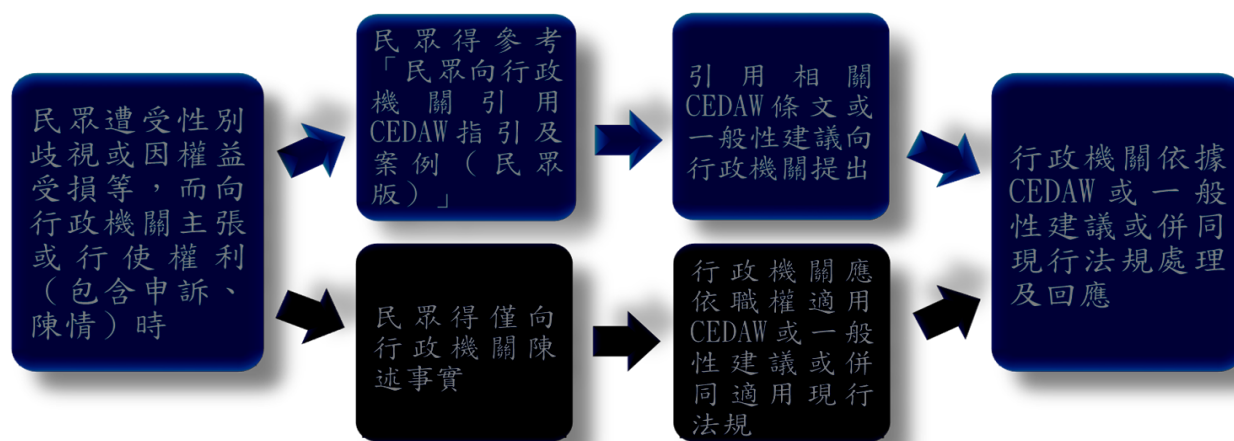 民眾遭受性別
歧視或因權益
受損等，而向
行政機關主張
或行使權利
（包含申訴、
陳情）時
民眾得參考
「民眾向行政
機關引用
CEDAW指引及
案例（民眾
版）」
引用相關
CEDAW條文或
一般性建議向
行政機關提出
民眾得僅向
行政機關陳
述事實
行政機關應
依職權適用
CEDAW或一般
性建議或併
同適用現行
法規
行政機關依據
CEDAW或一般
性建議或併同
現行法規處理
及回應